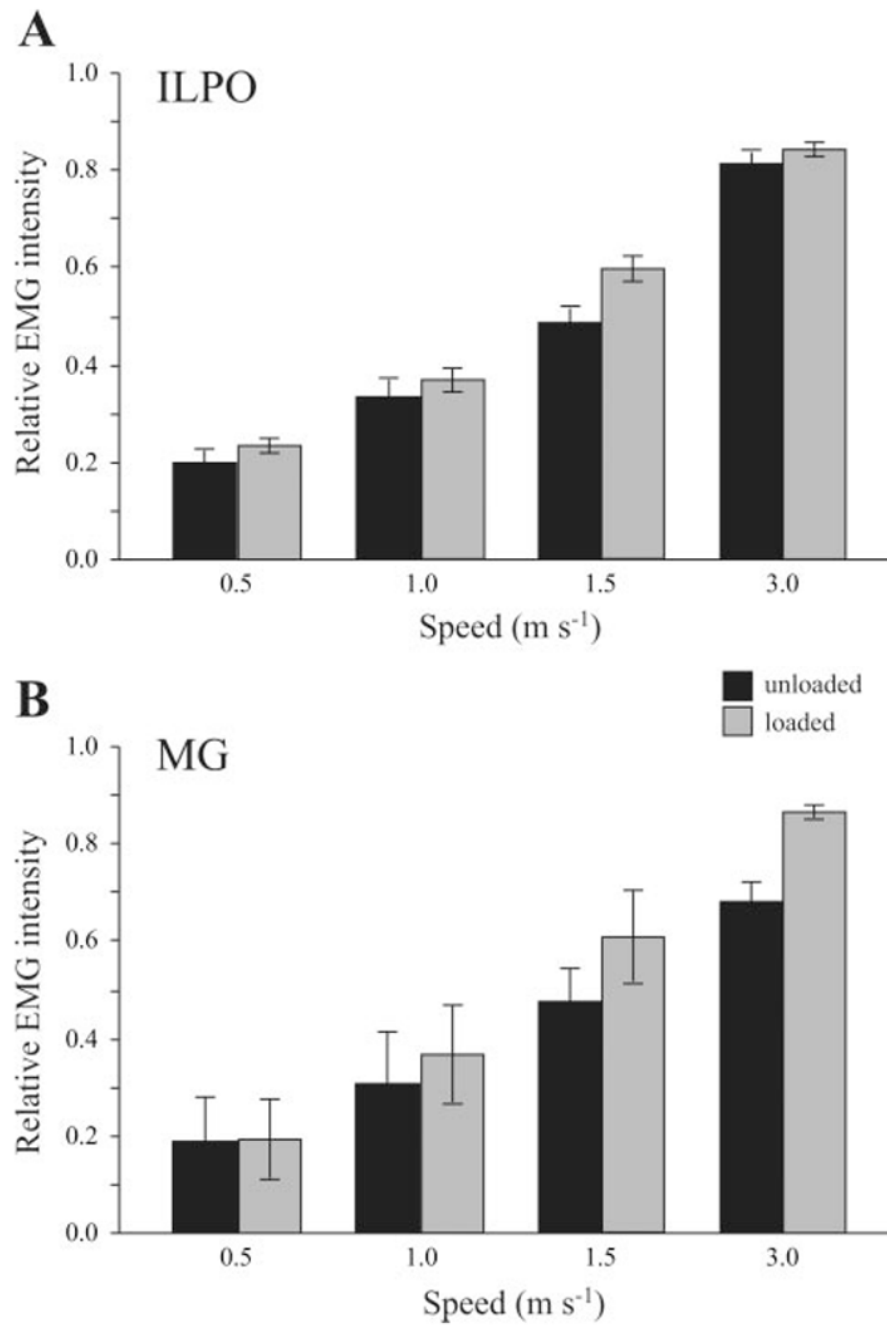 A
ILPO
Relative EMG intensity
1.0
0.8
0.6
0.4
0.2
0.0
0.5 1.0 1.5 3.0
Speed (m s-1)
unloaded
loaded
B
MG
Relative EMG intensity
1.0
0.8
0.6
0.4
0.2
0.0
0.5 1.0 1.5 3.0
Speed (m s-1)